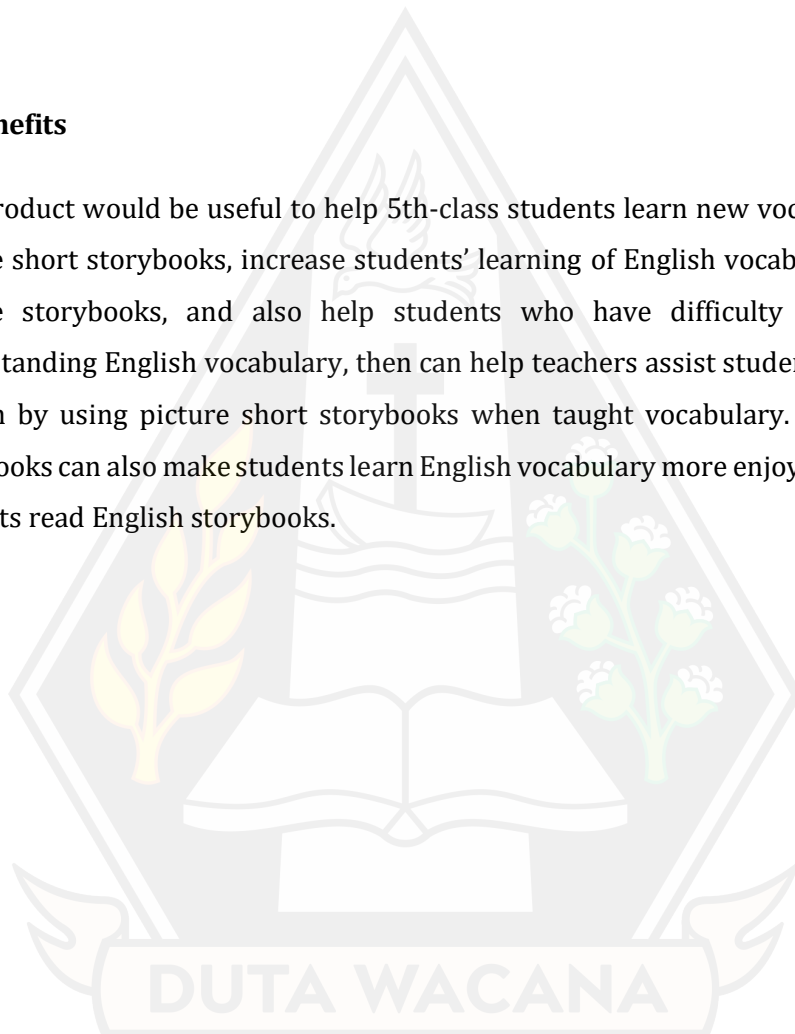 nefits
roduct would be useful to help 5th-class students learn new voc
e short storybooks, increase students’ learning of English vocab
e storybooks, and also help students who have difficulty
tanding English vocabulary, then can help teachers assist studen
n by using picture short storybooks when taught vocabulary.
ooks can also make students learn English vocabulary more enjoy
ts read English storybooks.
DUTA WACANA